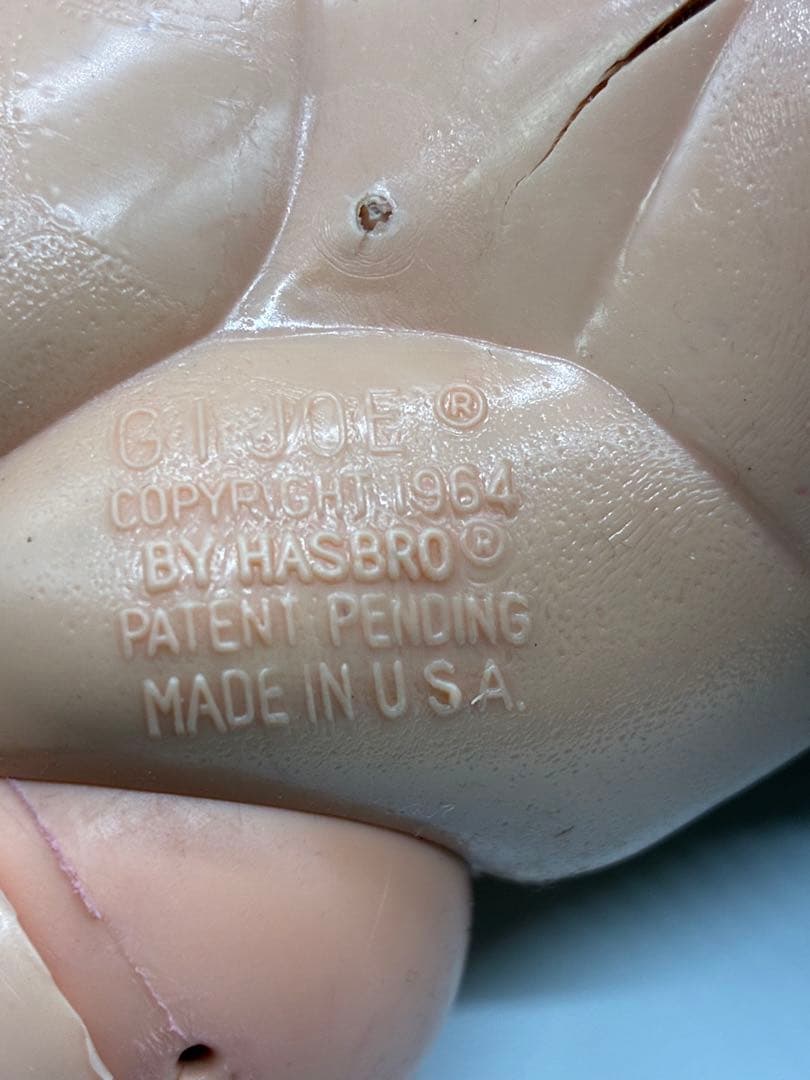 G I JOE ®
COPYRIGHT 1964
BY HASBRO ®
PATENT PENDING
MADE IN U S.A.